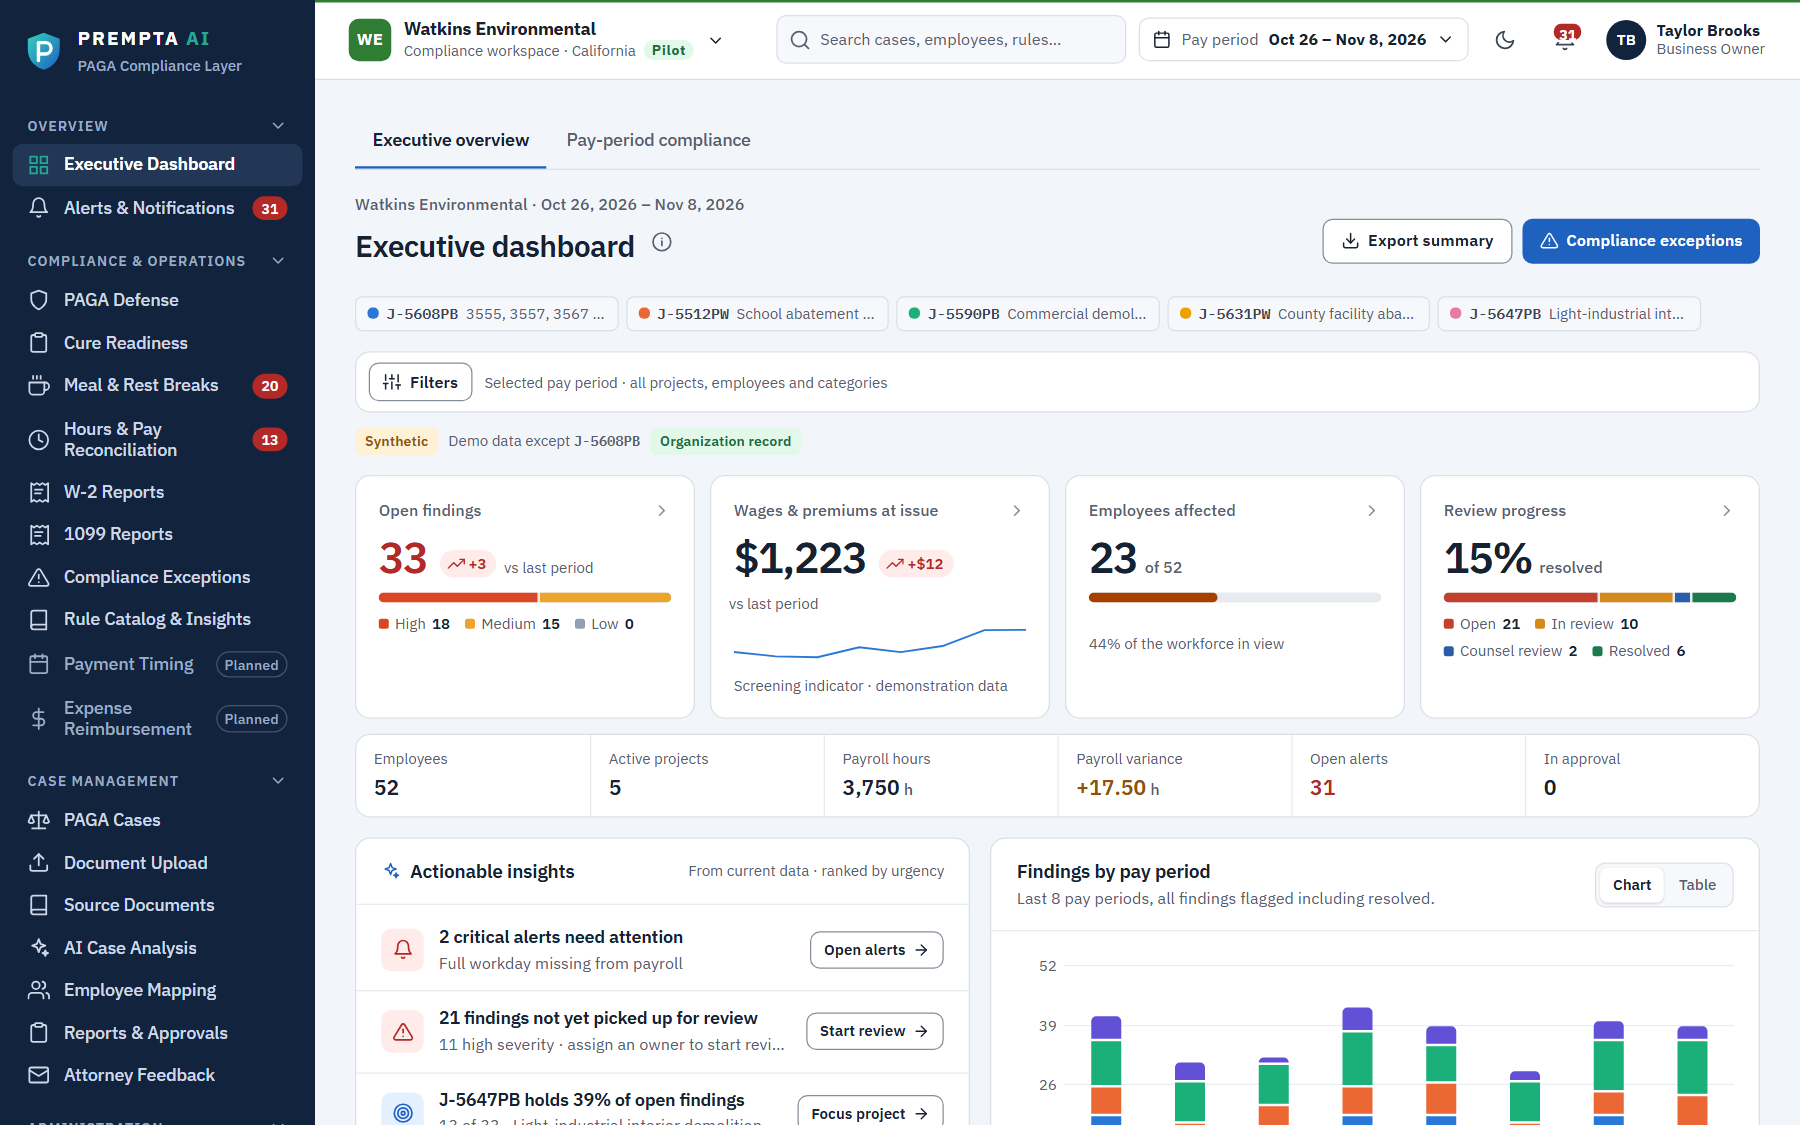 PREMPTA AI
PAGA Compliance Layer
OVERVIEW
Executive Dashboard
Alerts & Notifications 31
COMPLIANCE & OPERATIONS
PAGA Defense
Cure Readiness
Meal & Rest Breaks 20
Hours & Pay Reconciliation 13
W-2 Reports
1099 Reports
Compliance Exceptions
Rule Catalog & Insights
Payment Timing Planned
Expense Reimbursement Planned
CASE MANAGEMENT
PAGA Cases
Document Upload
Source Documents
AI Case Analysis
Employee Mapping
Reports & Approvals
Attorney Feedback
ADMINISTRATION
WE Watkins Environmental
Compliance workspace · California Pilot
Search cases, employees, rules...
Pay period Oct 26 – Nov 8, 2026
31
TB Taylor Brooks
Business Owner
Executive overview Pay-period compliance
Watkins Environmental · Oct 26, 2026 – Nov 8, 2026
Executive dashboard
Export summary Compliance exceptions
J-5608PB 3555, 3557, 3567 ... J-5512PW School abatement ... J-5590PB Commercial demol... J-5631PW County facility aba... J-5647PB Light-industrial int...
Filters Selected pay period · all projects, employees and categories
Synthetic Demo data except J-5608PB Organization record
Open findings
33 +3 vs last period
High 18 Medium 15 Low 0
Wages & premiums at issue
$1,223 +$12
vs last period
Screening indicator · demonstration data
Employees affected
23 of 52
44% of the workforce in view
Review progress
15% resolved
Open 21 In review 10
Counsel review 2 Resolved 6
Employees
52
Active projects
5
Payroll hours
3,750 h
Payroll variance
+17.50 h
Open alerts
31
In approval
0
Actionable insights From current data · ranked by urgency
2 critical alerts need attention
Full workday missing from payroll
Open alerts
21 findings not yet picked up for review
11 high severity · assign an owner to start revi...
Start review
J-5647PB holds 39% of open findings
13 of 33 · Light-industrial interior demolition
Focus project
Findings by pay period
Last 8 pay periods, all findings flagged including resolved.
Chart Table
52
39
26